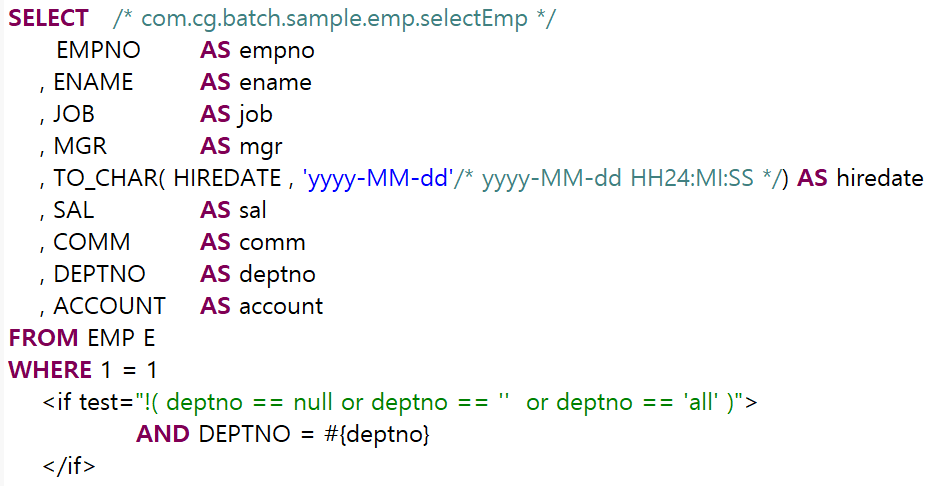 SELECT /* com.cg.batch.sample.emp.selectEmp */
EMPNO AS empno
, ENAME AS ename
, JOB AS job
, MGR AS mgr
, TO_CHAR( HIREDATE , 'yyyy-MM-dd'/* yyyy-MM-dd HH24:MI:SS */) AS hiredate
, SAL AS sal
, COMM AS comm
, DEPTNO AS deptno
, ACCOUNT AS account
FROM EMP E
WHERE 1 = 1
<if test="!( deptno == null or deptno == '' or deptno == 'all' )">
AND DEPTNO = #{deptno}
</if>